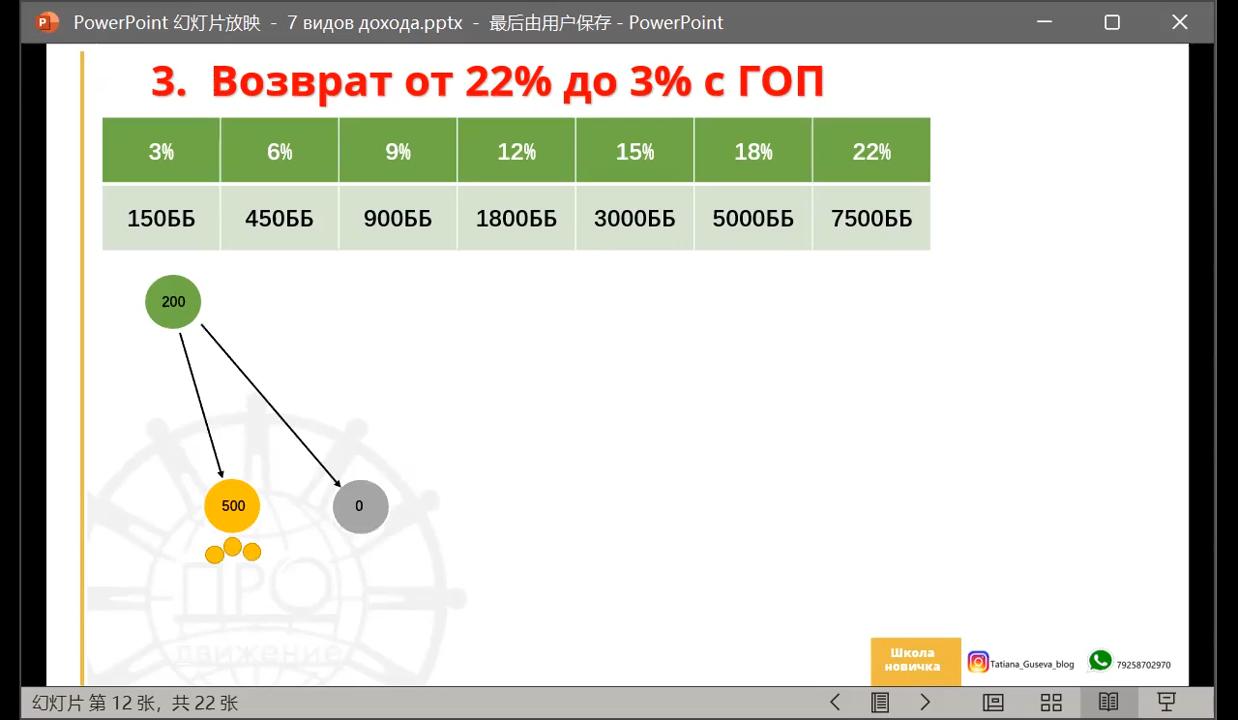 PowerPoint 幻灯片放映 - 7 видов дохода.pptx - 最后由用户保存 - PowerPoint
3. Возврат от 22% до 3% с ГОП
3% 6% 9% 12% 15% 18% 22%
150ББ 450ББ 900ББ 1800ББ 3000ББ 5000ББ 7500ББ
200
500 0
ПРО
движение
Школа
новичка
Tatiana_Guseva_blog
79258702970
幻灯片 第 12 张，共 22 张